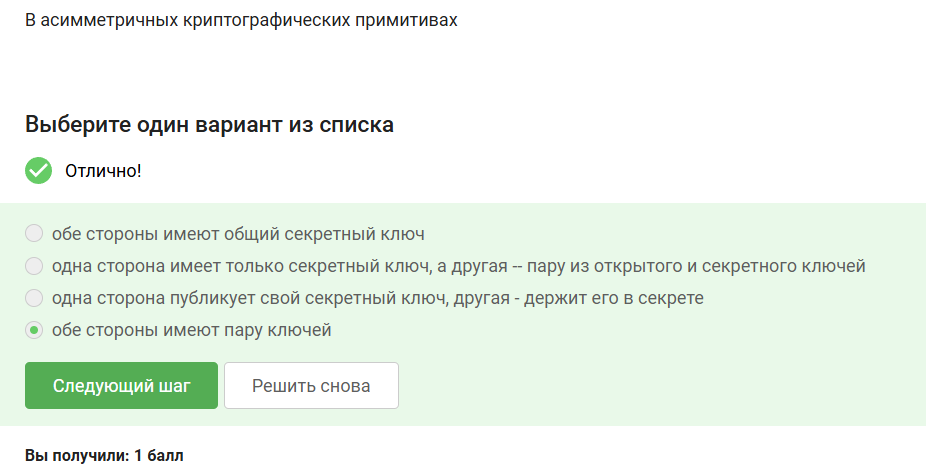 В асимметричных криптографических примитивах
Выберите один вариант из списка
Отлично!
обе стороны имеют общий секретный ключ
одна сторона имеет только секретный ключ, а другая -- пару из открытого и секретного ключей
одна сторона публикует свой секретный ключ, другая - держит его в секрете
обе стороны имеют пару ключей
Следующий шаг Решить снова
Вы получили: 1 балл